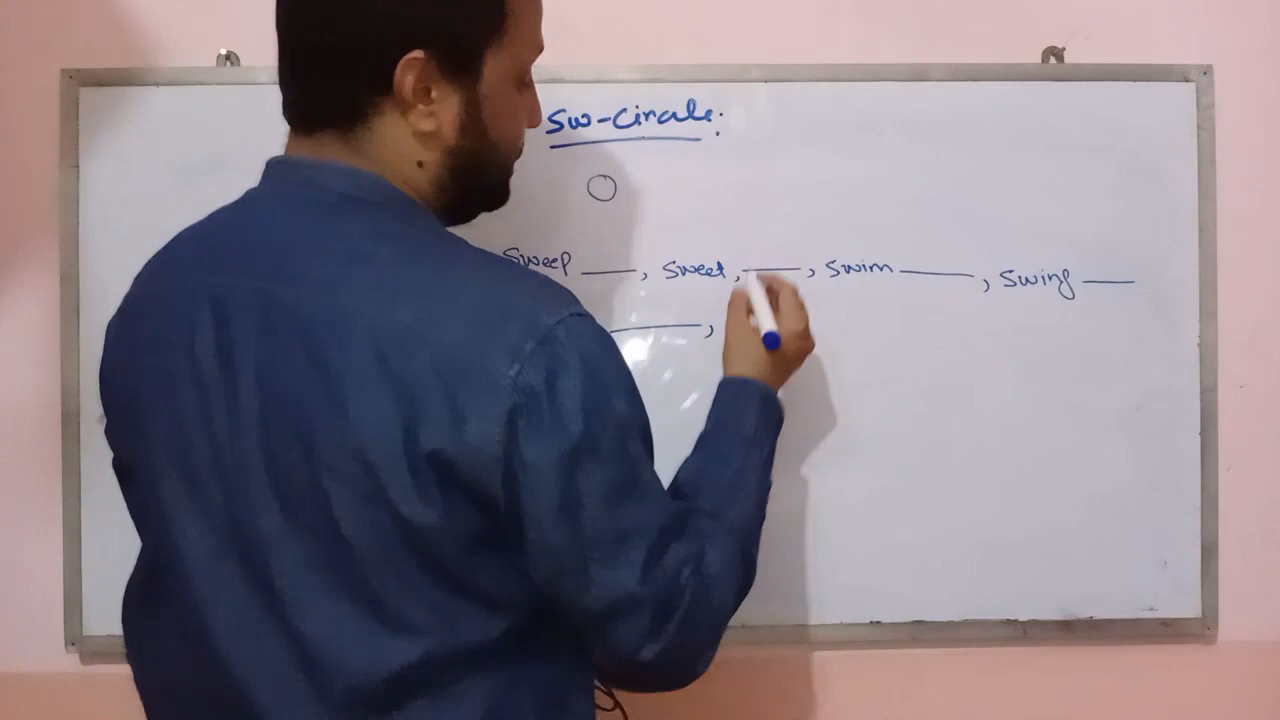 Sw-Circle:
Sweep ___, Sweet, ___, Swim ___, Swing ___
___,